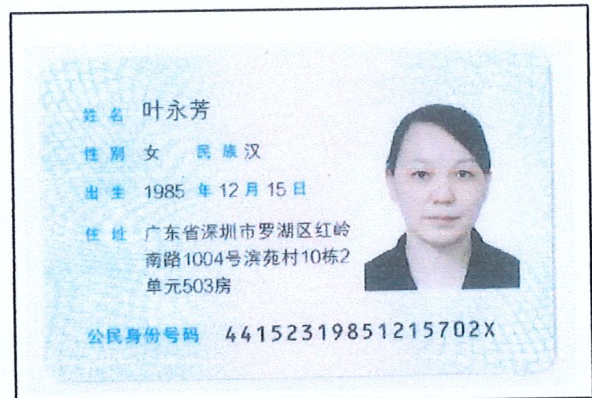 姓名 叶永芳
性别 女 民族 汉
出生 1985 年 12 月 15 日
住址 广东省深圳市罗湖区红岭
南路1004号滨苑村10栋2
单元503房
公民身份号码 44152319851215702X